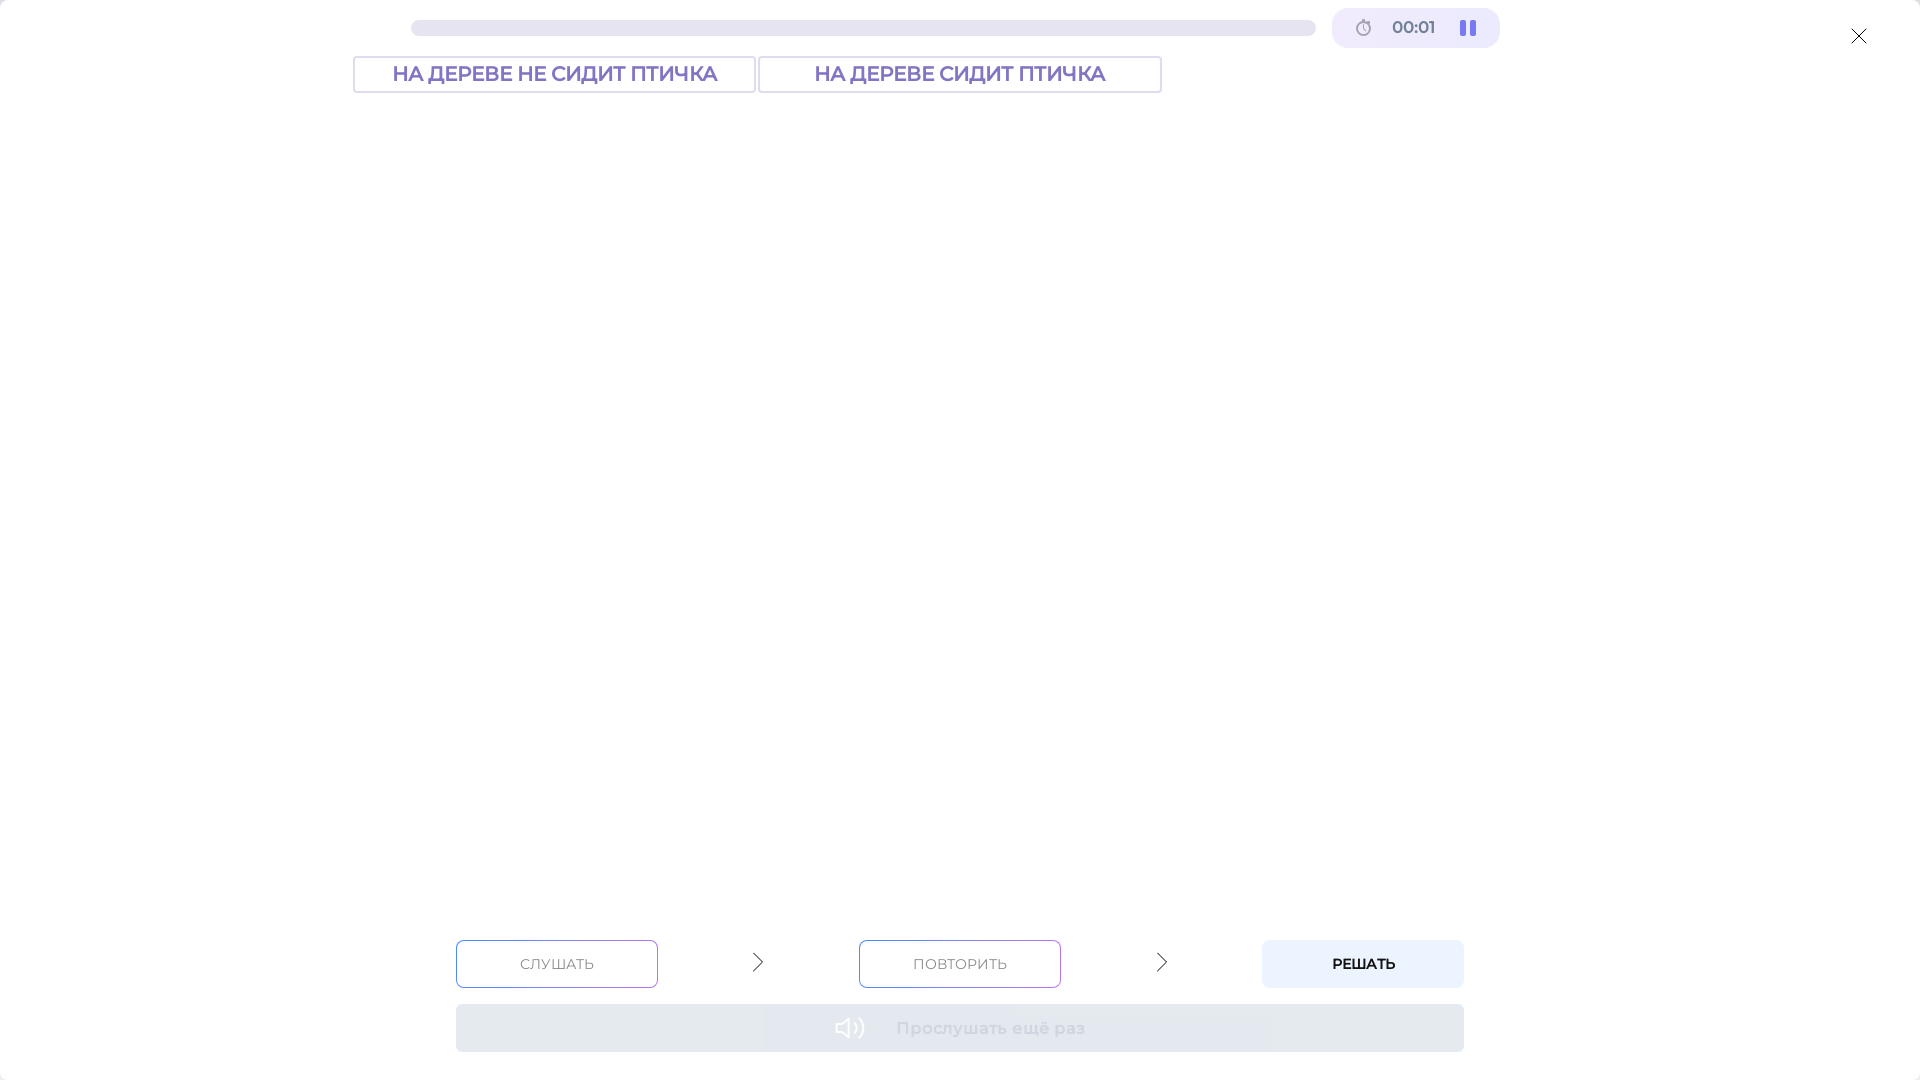 00:01
НА ДЕРЕВЕ НЕ СИДИТ ПТИЧКА
НА ДЕРЕВЕ СИДИТ ПТИЧКА
СЛУШАТЬ
ПОВТОРИТЬ
РЕШАТЬ
Прослушать ещё раз